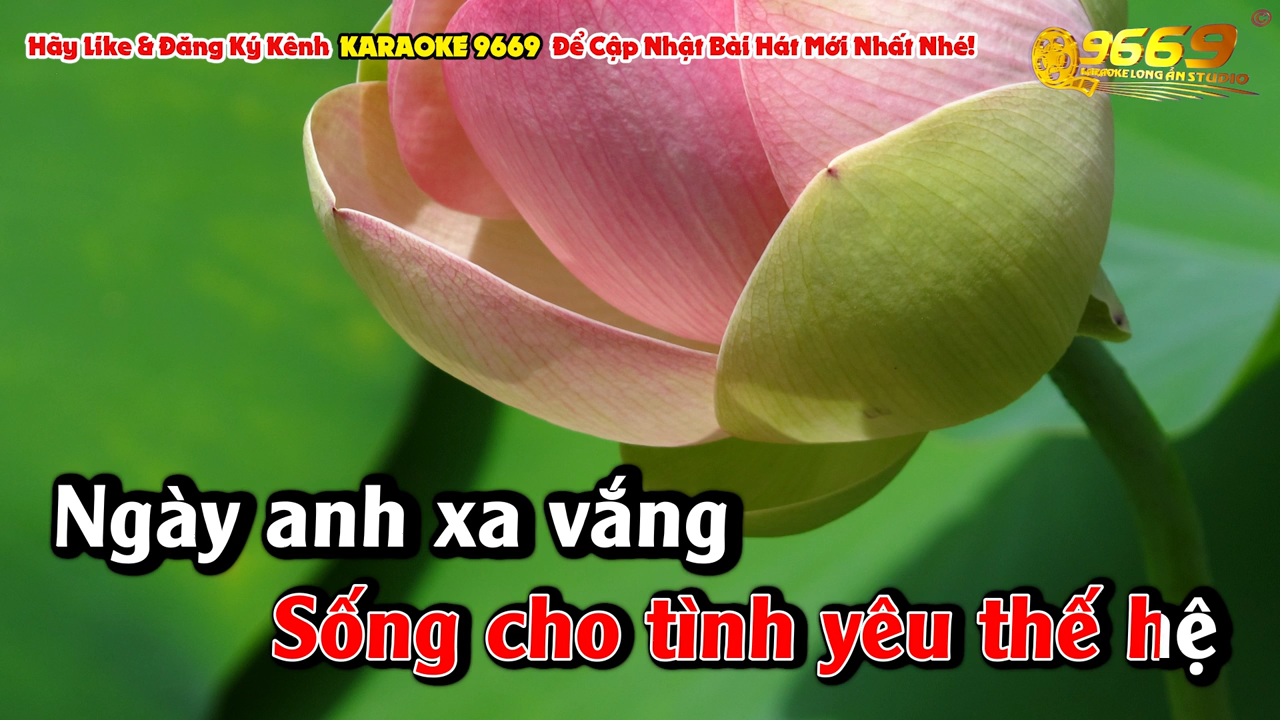 Hãy Like & Đăng Ký Kênh KARAOKE 9669 Để Cập Nhật Bài Hát Mới Nhất Nhé!
©
9669
KARAOKE LONG ẨN STUDIO
Ngày anh xa vắng
Sống cho tình yêu thế hệ